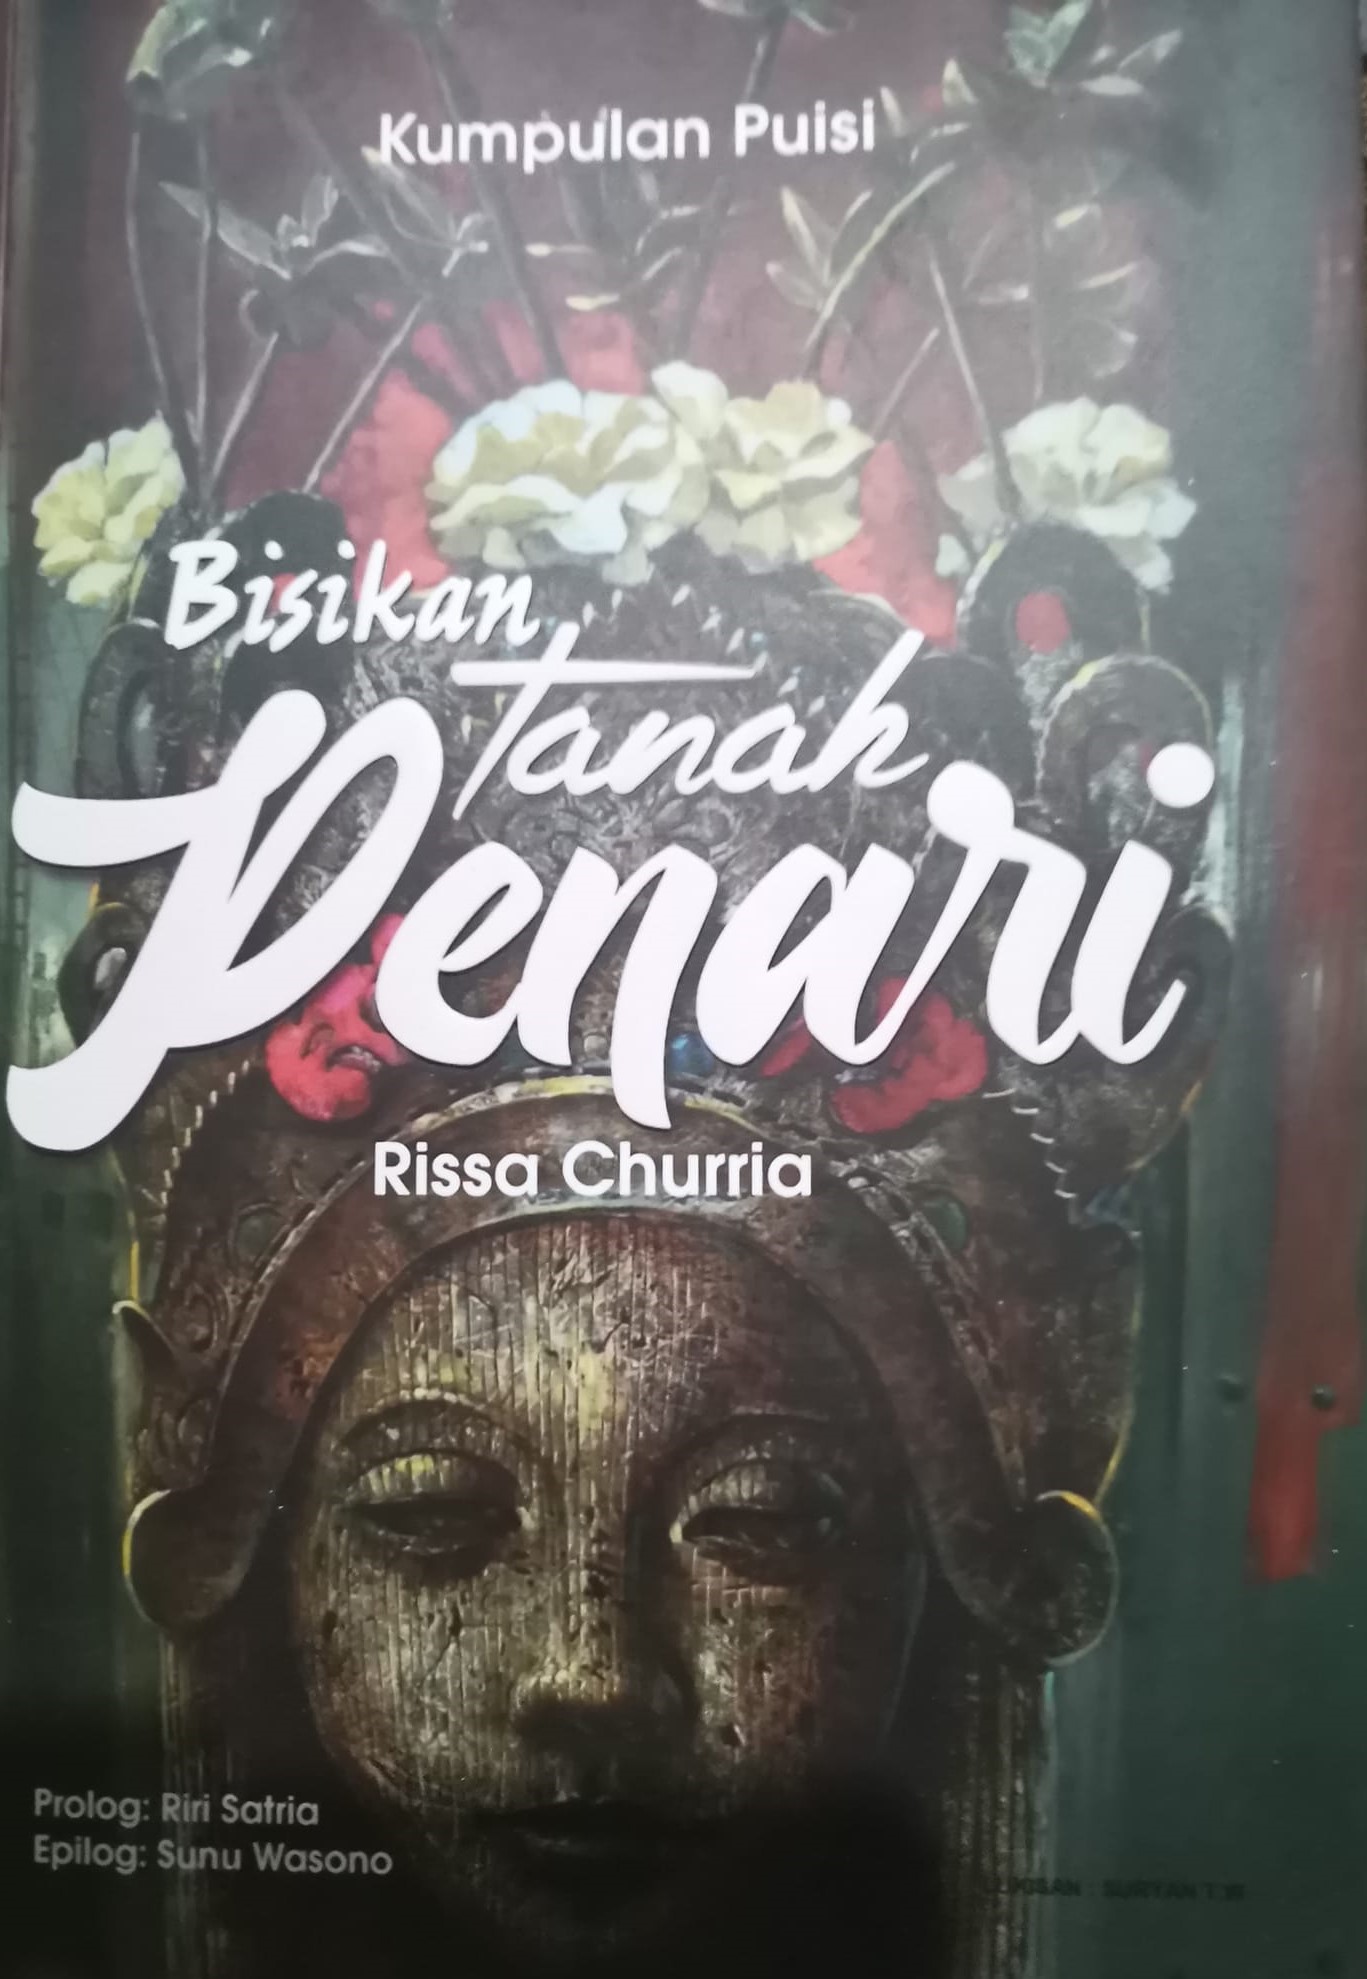 Kumpulan Puisi
Bisikan
Tanah
Penari
Rissa Churria
Prolog: Riri Satria
Epilog: Sunu Wasono